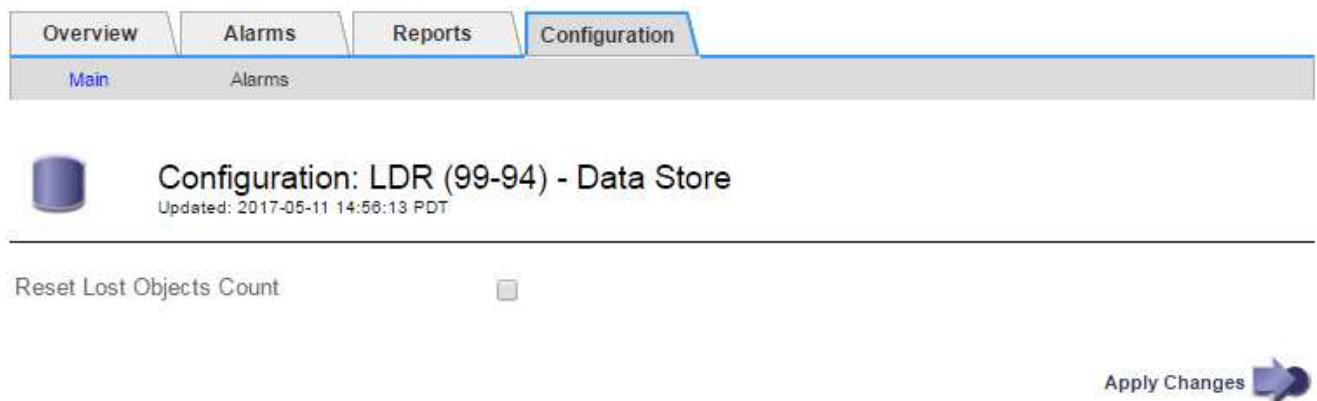 Overview Alarms Reports Configuration
Main Alarms
Configuration: LDR (99-94) - Data Store
Updated: 2017-05-11 14:56:13 PDT
Reset Lost Objects Count
Apply Changes